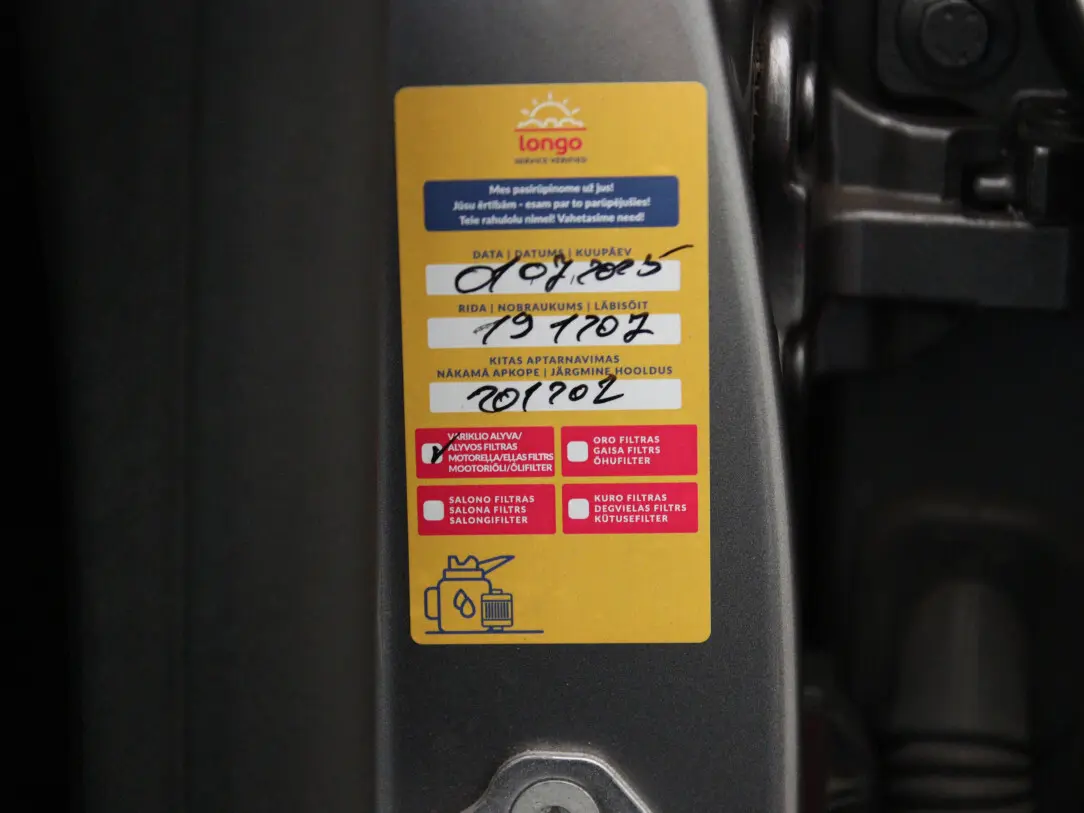 longo
SERVICE VERIFIED
Mes pasirūpinome už jus!
Jūsu ērtībām - esam par to parūpējušies!
Teie rahulolu nimel! Vahetasime need!
DATA | DATUMS | KUUPÄEV
01 07.2025
RIDA | NOBRAUKUMS | LÄBISÕIT
191707
KITAS APTARNAVIMAS
NĀKAMĀ APKOPE | JÄRGMINE HOOLDUS
201702
VARIKLIO ALYVA/
ALYVOS FILTRAS
MOTOREĻĻA/EĻĻAS FILTRS
MOOTORIÕLI/ÕLIFILTER
ORO FILTRAS
GAISA FILTRS
ÕHUFILTER
SALONO FILTRAS
SALONA FILTRS
SALONGIFILTER
KURO FILTRAS
DEGVIELAS FILTRS
KÜTUSEFILTER